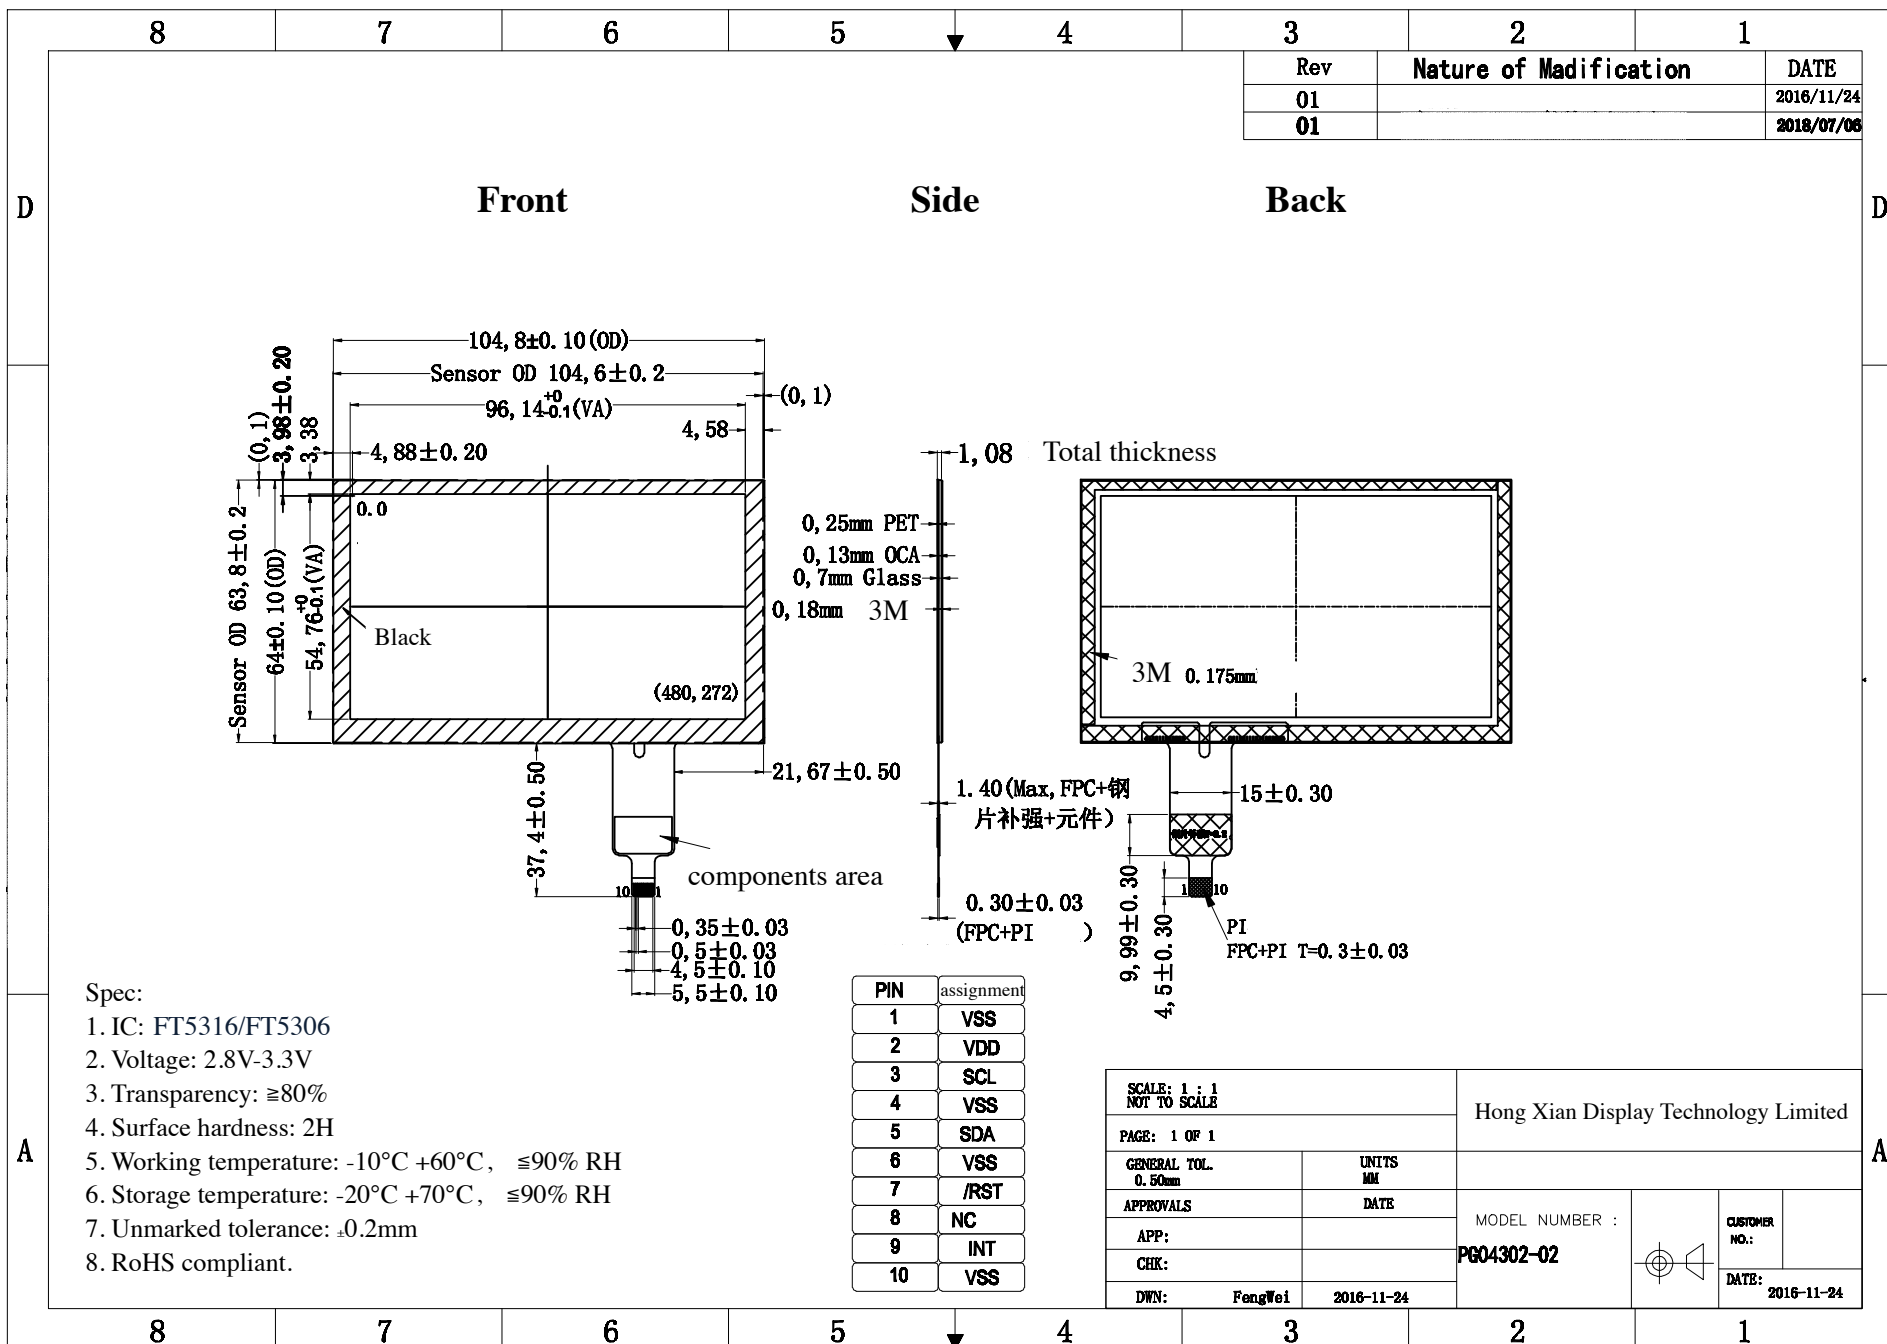 8 7 6 5 4 3 2 1
Rev Nature of Madification DATE
01 2016/11/24
01 2018/07/06
D D
Front Side Back
104,8±0.10(OD)
Sensor OD 104,6±0.2
(0,1)
96,14+0-0.1(VA)
4,58
4,88±0.20
(0,1)
3,98±0.20
3,38
0.0
Sensor OD 63,8±0.2
64±0.10(OD)
54,76+0-0.1(VA)
Black
(480,272)
21,67±0.50
37,4±0.50
components area
10 1
0,35±0.03
0,5±0.03
4,5±0.10
5,5±0.10
1,08 Total thickness
0,25mm PET
0,13mm OCA
0,7mm Glass
0,18mm 3M
1.40(Max,FPC+钢
片补强+元件)
0.30±0.03
(FPC+PI )
3M 0.175mm
15±0.30
9,99±0.30
4,5±0.30
1 10
PI
FPC+PI T=0.3±0.03
Spec:
1. IC: FT5316/FT5306
2. Voltage: 2.8V-3.3V
3. Transparency: ≧80%
4. Surface hardness: 2H
5. Working temperature: -10°C +60°C, ≦90% RH
6. Storage temperature: -20°C +70°C, ≦90% RH
7. Unmarked tolerance: ±0.2mm
8. RoHS compliant.
PIN assignment
1 VSS
2 VDD
3 SCL
4 VSS
5 SDA
6 VSS
7 /RST
8 NC
9 INT
10 VSS
A A
SCALE: 1 : 1
NOT TO SCALE
Hong Xian Display Technology Limited
PAGE: 1 OF 1
GENERAL TOL.
0.50mm
UNITS
MM
APPROVALS DATE
APP:
CHK:
DWN: FengWei 2016-11-24
MODEL NUMBER :
PG04302-02
CUSTOMER
NO.:
DATE:
2016-11-24
8 7 6 5 4 3 2 1